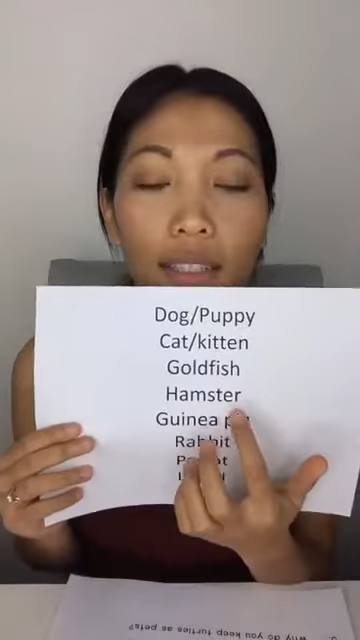 Dog/Puppy
Cat/kitten
Goldfish
Hamster
Guinea
Rabbit
why do you keep turtles as pets?